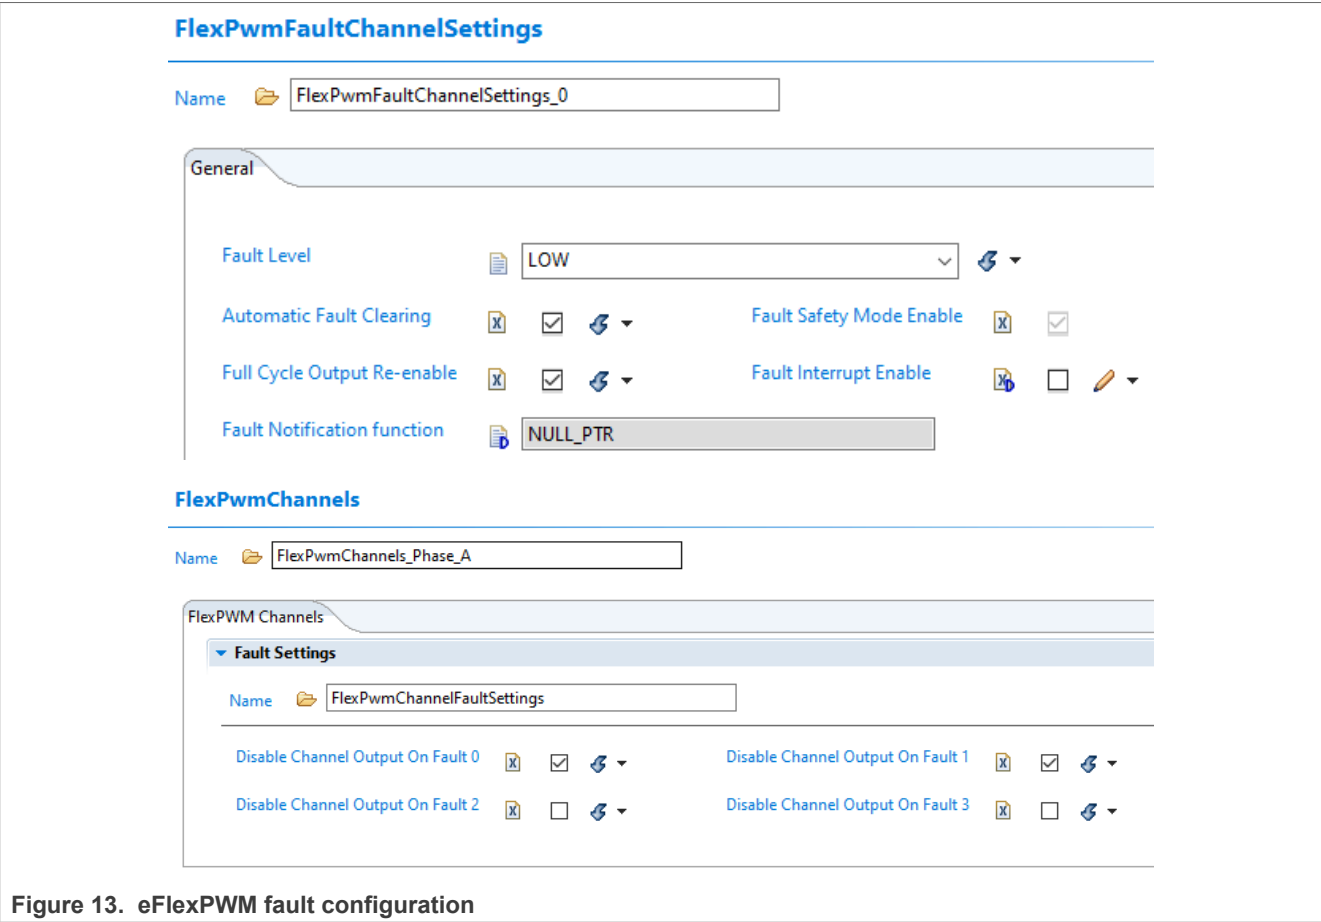 FlexPwmFaultChannelSettings
Name FlexPwmFaultChannelSettings_0
General
Fault Level LOW
Automatic Fault Clearing Fault Safety Mode Enable
Full Cycle Output Re-enable Fault Interrupt Enable
Fault Notification function NULL_PTR
FlexPwmChannels
Name FlexPwmChannels_Phase_A
FlexPWM Channels
Fault Settings
Name FlexPwmChannelFaultSettings
Disable Channel Output On Fault 0 Disable Channel Output On Fault 1
Disable Channel Output On Fault 2 Disable Channel Output On Fault 3
Figure 13. eFlexPWM fault configuration